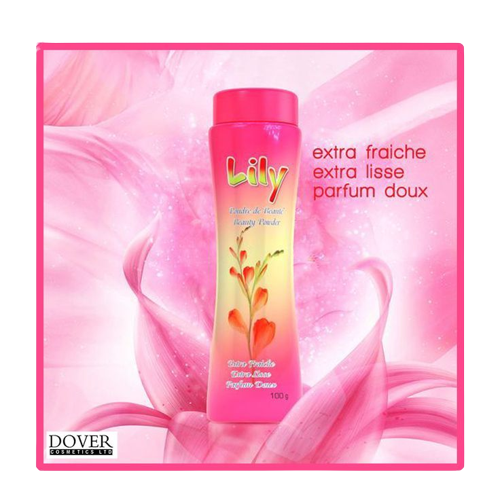 Lily
Poudre de Beauté
Beauty Powder
Extra Fraiche
Extra Lisse
Parfum Doux
100 g
extra fraiche
extra lisse
parfum doux
DOVER
COSMETICS LTD